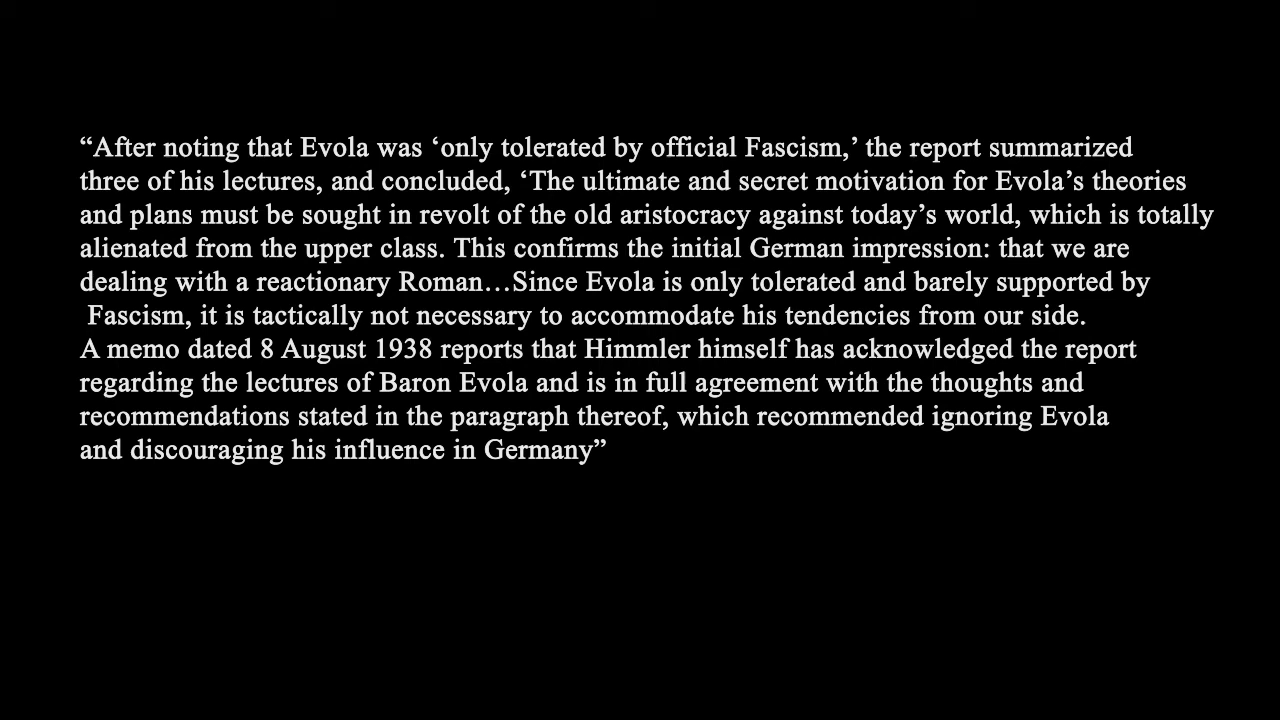 “After noting that Evola was ‘only tolerated by official Fascism,’ the report summarized
three of his lectures, and concluded, ‘The ultimate and secret motivation for Evola’s theories
and plans must be sought in revolt of the old aristocracy against today’s world, which is totally
alienated from the upper class. This confirms the initial German impression: that we are
dealing with a reactionary Roman…Since Evola is only tolerated and barely supported by
Fascism, it is tactically not necessary to accommodate his tendencies from our side.
A memo dated 8 August 1938 reports that Himmler himself has acknowledged the report
regarding the lectures of Baron Evola and is in full agreement with the thoughts and
recommendations stated in the paragraph thereof, which recommended ignoring Evola
and discouraging his influence in Germany”